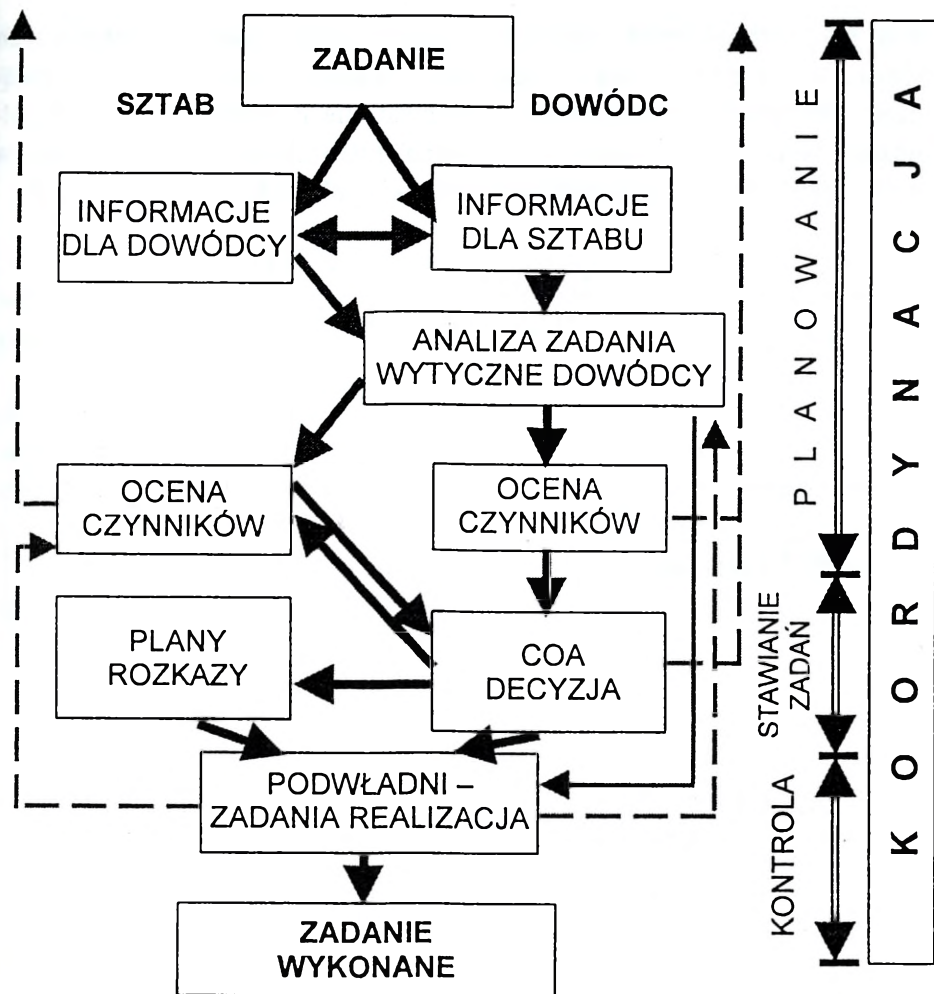 ZADANIE
SZTAB
DOWÓDC
INFORMACJE
DLA DOWÓDCY
INFORMACJE
DLA SZTABU
ANALIZA ZADANIA
WYTYCZNE DOWÓDCY
OCENA
CZYNNIKÓW
OCENA
CZYNNIKÓW
PLANY
ROZKAZY
COA
DECYZJA
PODWŁADNI –
ZADANIA REALIZACJA
ZADANIE
WYKONANE
PLANOWANIE
STAWIANIE
ZADAŃ
KONTROLA
KOORDYNACJA